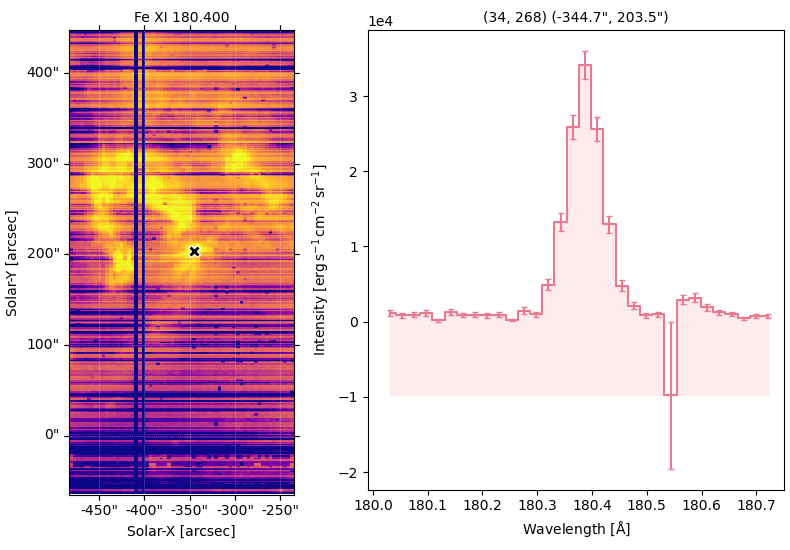 Fe XI 180.400
(34, 268) (-344.7", 203.5")
1e4
400"
300"
200"
100"
0"
-450" -400" -350" -300" -250"
Solar-X [arcsec]
Solar-Y [arcsec]
Intensity [erg s⁻¹ cm⁻² sr⁻¹]
3
2
1
0
−1
−2
180.0 180.1 180.2 180.3 180.4 180.5 180.6 180.7
Wavelength [Å]